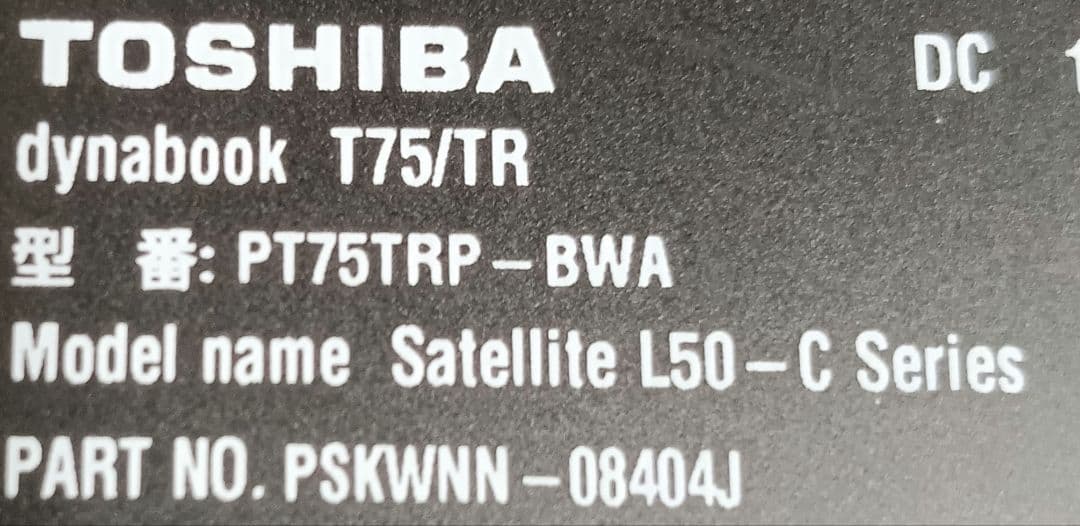 TOSHIBA DC
dynabook T75/TR
型 番: PT75TRP-BWA
Model name Satellite L50-C Series
PART NO. PSKWNN-08404J